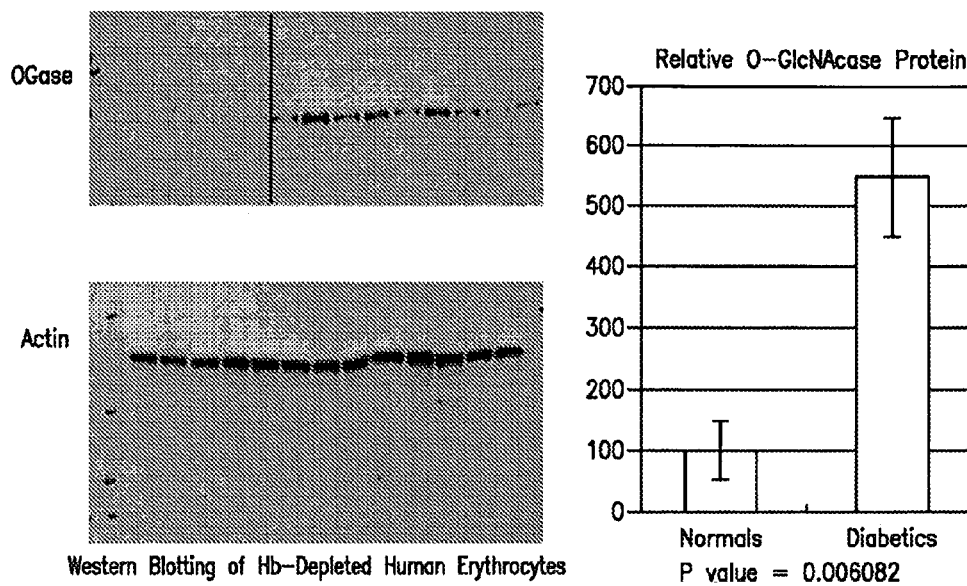 OGase
Actin
Western Blotting of Hb-Depleted Human Erythrocytes
Relative O-GlcNAcase Protein
700
600
500
400
300
200
100
0
Normals Diabetics
P value = 0.006082